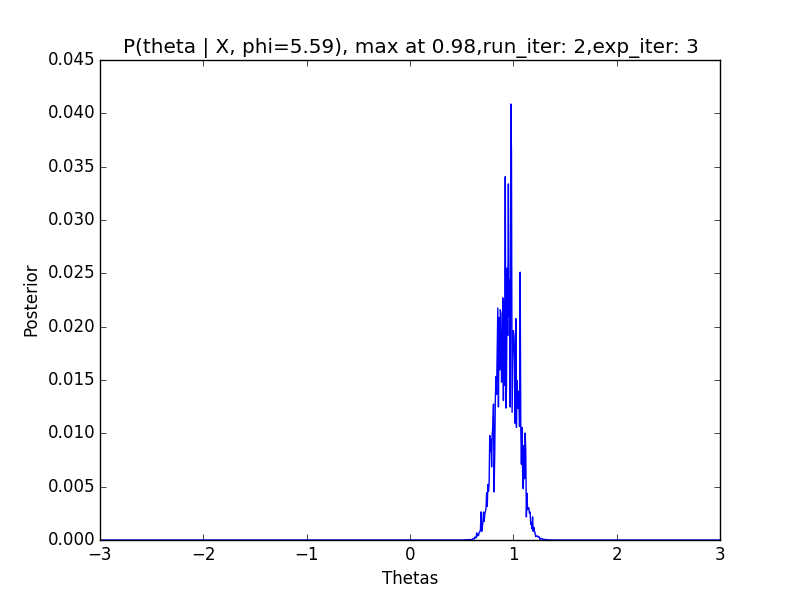 P(theta | X, phi=5.59), max at 0.98,run_iter: 2,exp_iter: 3
0.045
0.040
0.035
0.030
0.025
0.020
0.015
0.010
0.005
0.000
Posterior
−3 −2 −1 0 1 2 3
Thetas